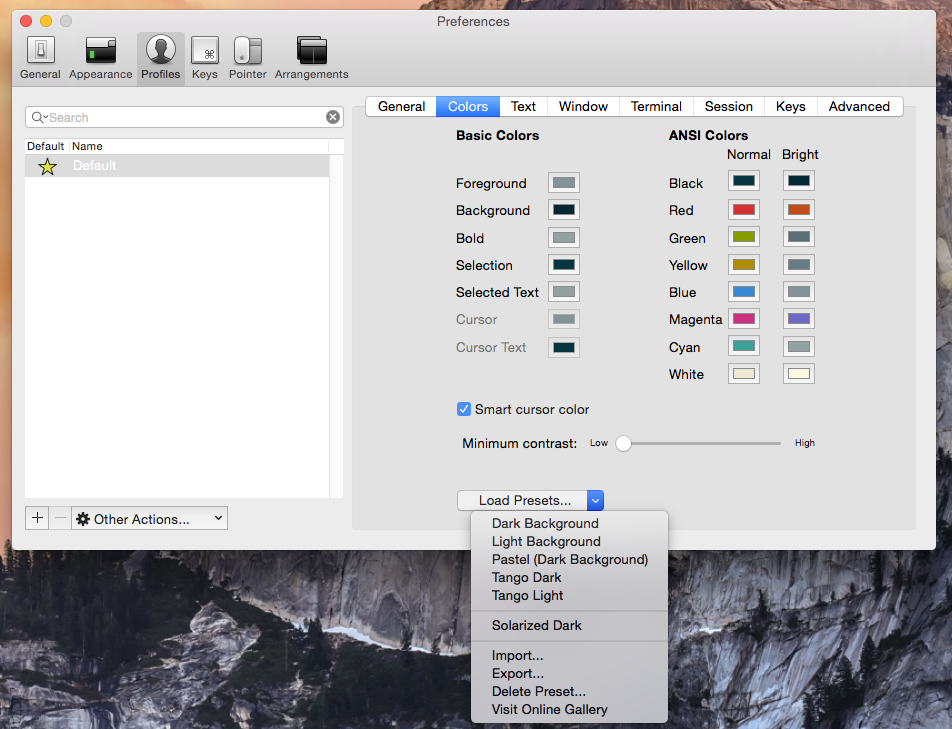 Preferences
General Appearance Profiles Keys Pointer Arrangements
Search
Default Name
Default
Other Actions...
General Colors Text Window Terminal Session Keys Advanced
Basic Colors
Foreground
Background
Bold
Selection
Selected Text
Cursor
Cursor Text
ANSI Colors
Normal Bright
Black
Red
Green
Yellow
Blue
Magenta
Cyan
White
Smart cursor color
Minimum contrast: Low High
Load Presets...
Dark Background
Light Background
Pastel (Dark Background)
Tango Dark
Tango Light
Solarized Dark
Import...
Export...
Delete Preset...
Visit Online Gallery